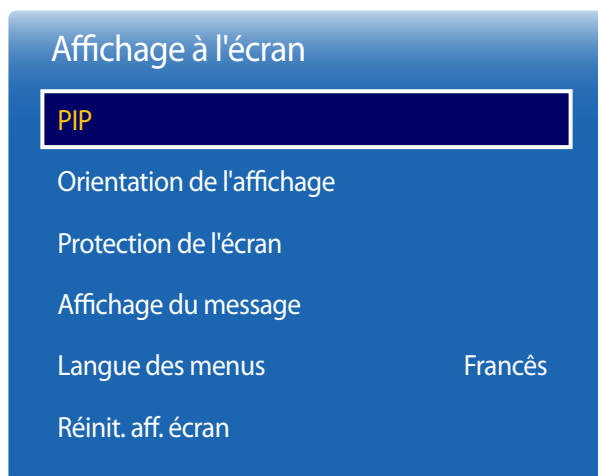 Affichage à l'écran
PIP
Orientation de l'affichage
Protection de l'écran
Affichage du message
Langue des menus Francês
Réinit. aff. écran